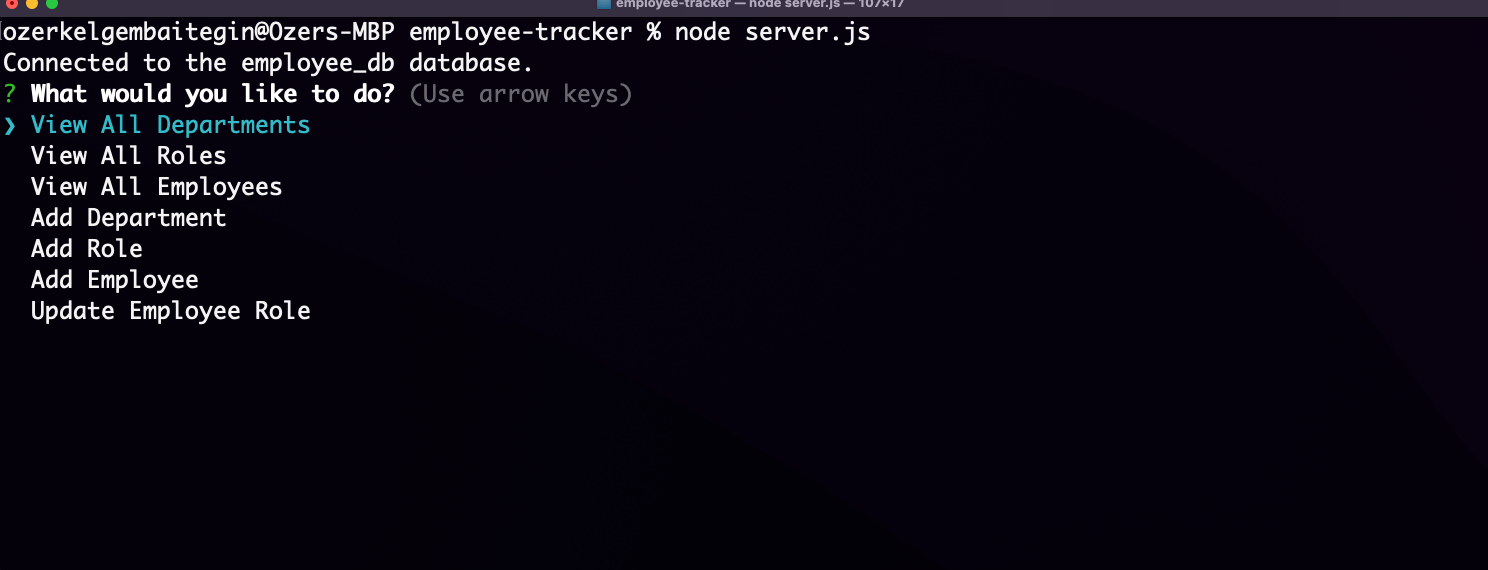 employee-tracker — node server.js — 107×17
ozerkelgembaitegin@Ozers-MBP employee-tracker % node server.js
Connected to the employee_db database.
? What would you like to do? (Use arrow keys)
❯ View All Departments
View All Roles
View All Employees
Add Department
Add Role
Add Employee
Update Employee Role